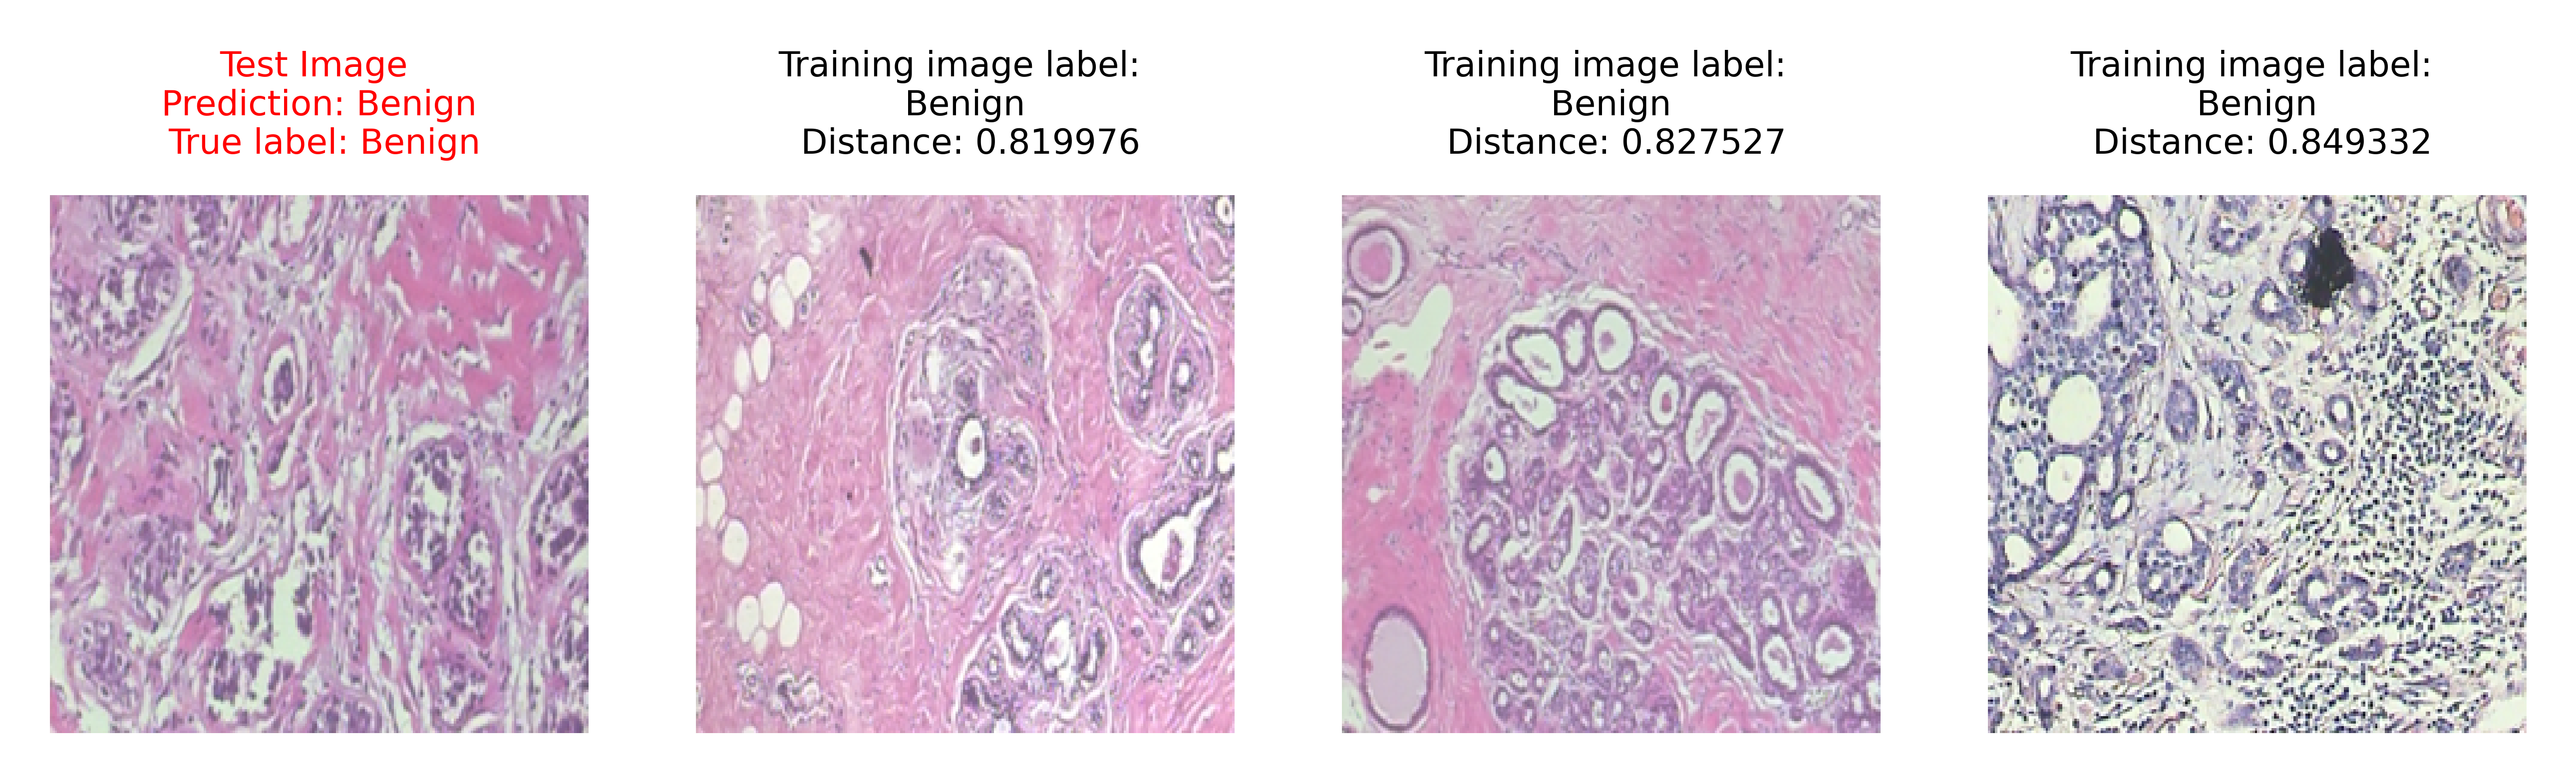 Test Image
Prediction: Benign
True label: Benign
Training image label:
Benign
Distance: 0.819976
Training image label:
Benign
Distance: 0.827527
Training image label:
Benign
Distance: 0.849332